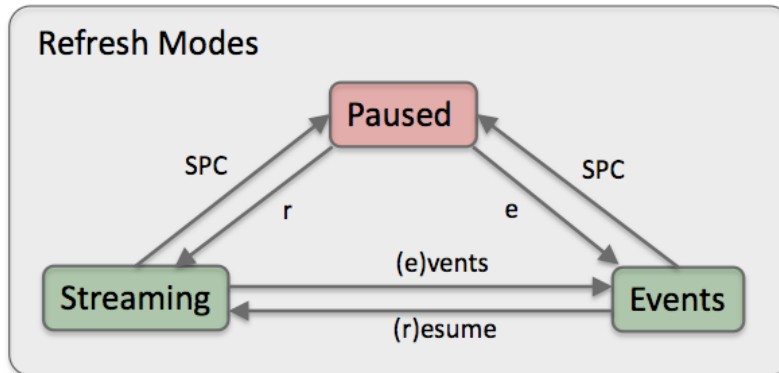 Refresh Modes
Paused
SPC
SPC
r
e
(e)vents
Streaming
Events
(r)esume